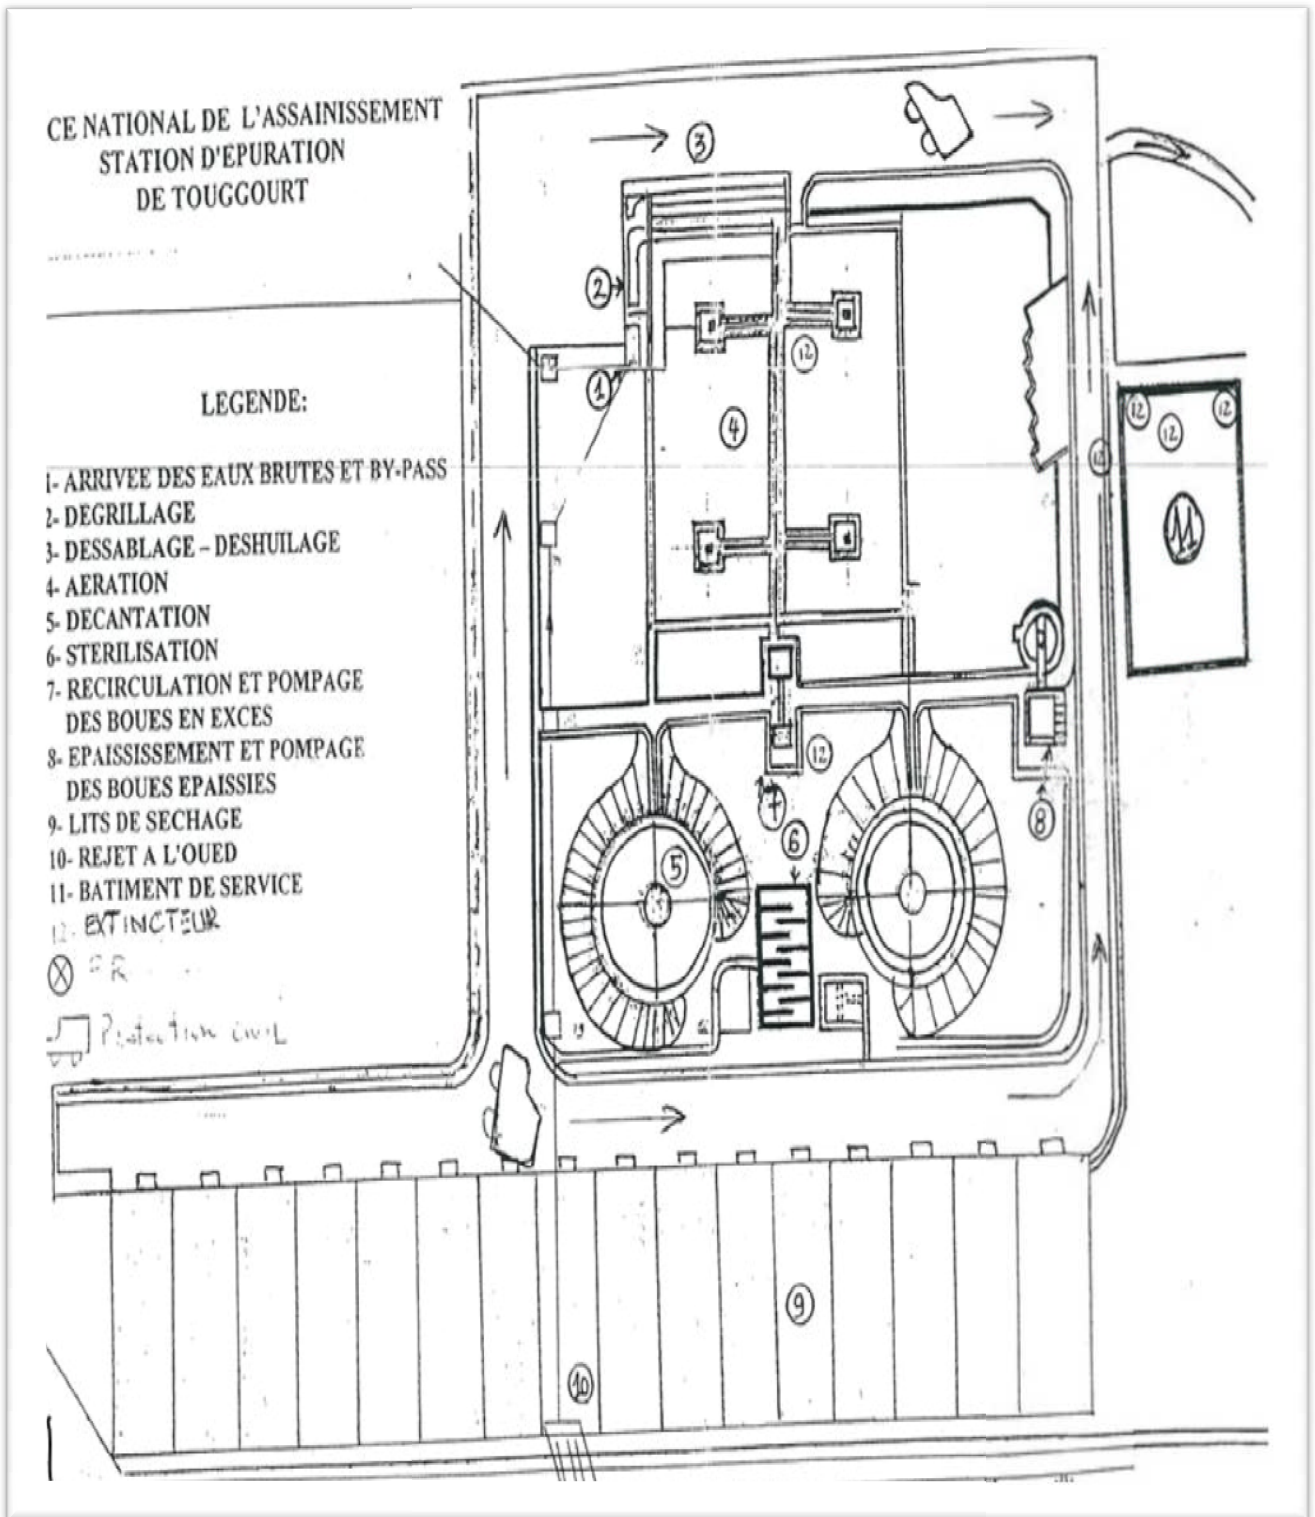 CE NATIONAL DE L'ASSAINISSEMENT
STATION D'EPURATION
DE TOUGGOURT
LEGENDE:
1- ARRIVEE DES EAUX BRUTES ET BY-PASS
2- DEGRILLAGE
3- DESSABLAGE – DESHUILAGE
4- AERATION
5- DECANTATION
6- STERILISATION
7- RECIRCULATION ET POMPAGE
DES BOUES EN EXCES
8- EPAISSISSEMENT ET POMPAGE
DES BOUES EPAISSIES
9- LITS DE SECHAGE
10- REJET A L'OUED
11- BATIMENT DE SERVICE
12- EXTINCTEUR
Protection civil
3
2
12
1
4
12
12
12
12
11
12
7
8
6
5
9
10